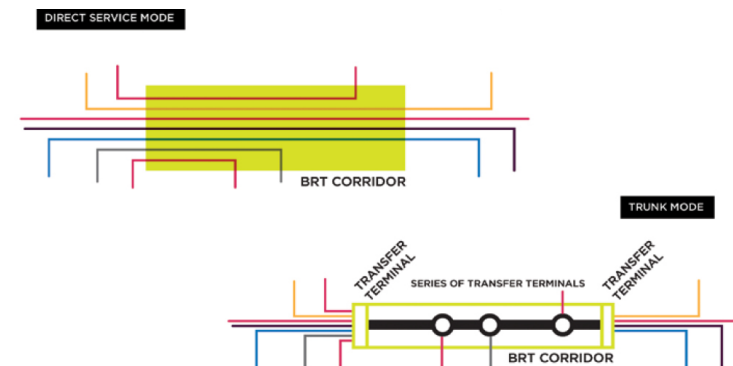 DIRECT SERVICE MODE
BRT CORRIDOR
TRUNK MODE
TRANSFER
TERMINAL
SERIES OF TRANSFER TERMINALS
TRANSFER
TERMINAL
BRT CORRIDOR